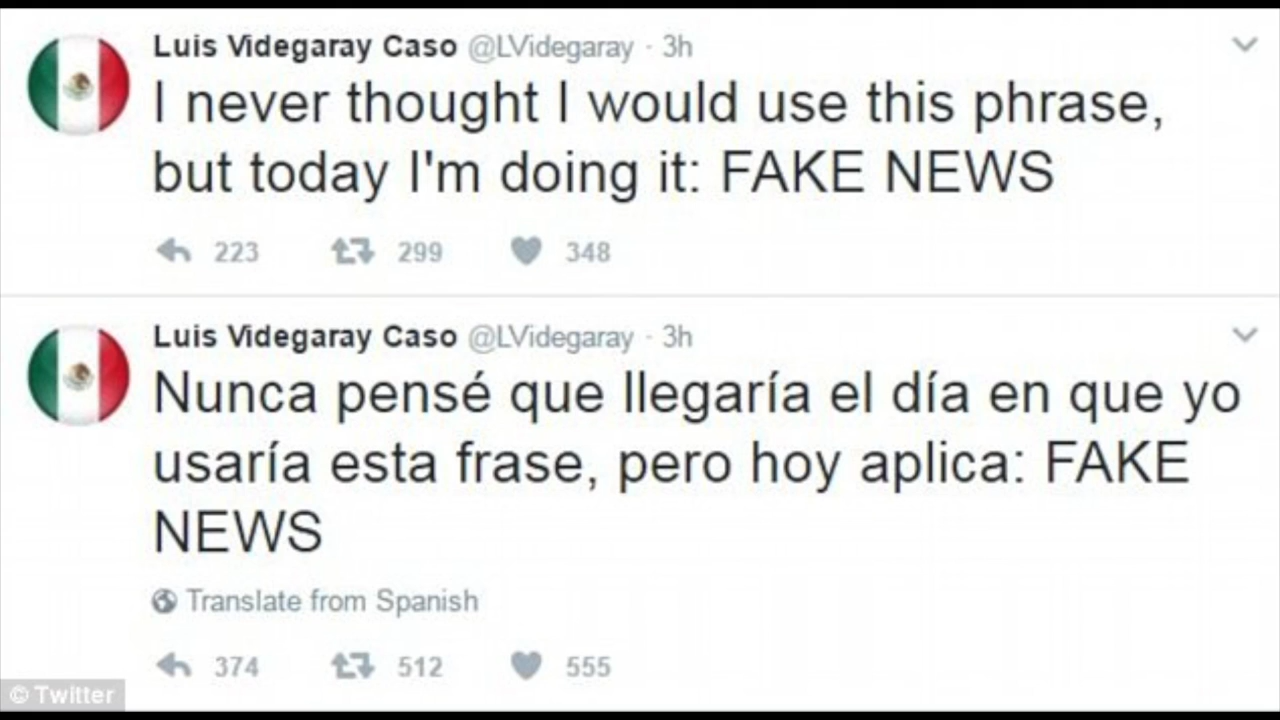 Luis Videgaray Caso @LVidegaray · 3h
I never thought I would use this phrase,
but today I'm doing it: FAKE NEWS
223 299 348
Luis Videgaray Caso @LVidegaray · 3h
Nunca pensé que llegaría el día en que yo
usaría esta frase, pero hoy aplica: FAKE
NEWS
Translate from Spanish
374 512 555
© Twitter